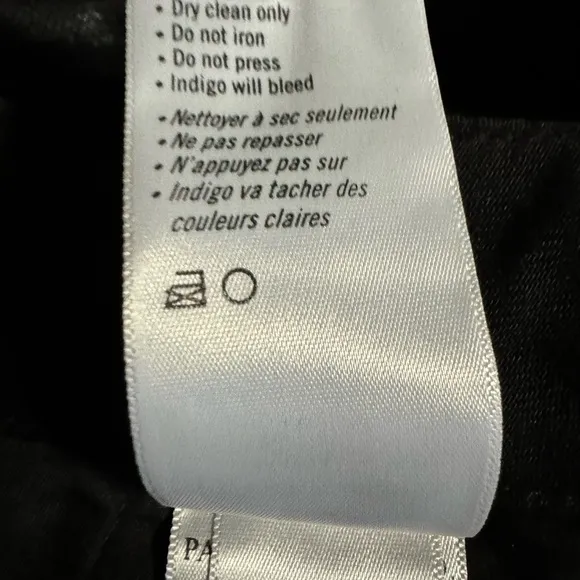 • Dry clean only
• Do not iron
• Do not press
• Indigo will bleed
• Nettoyer à sec seulement
• Ne pas repasser
• N'appuyez pas sur
• Indigo va tacher des
couleurs claires
PA